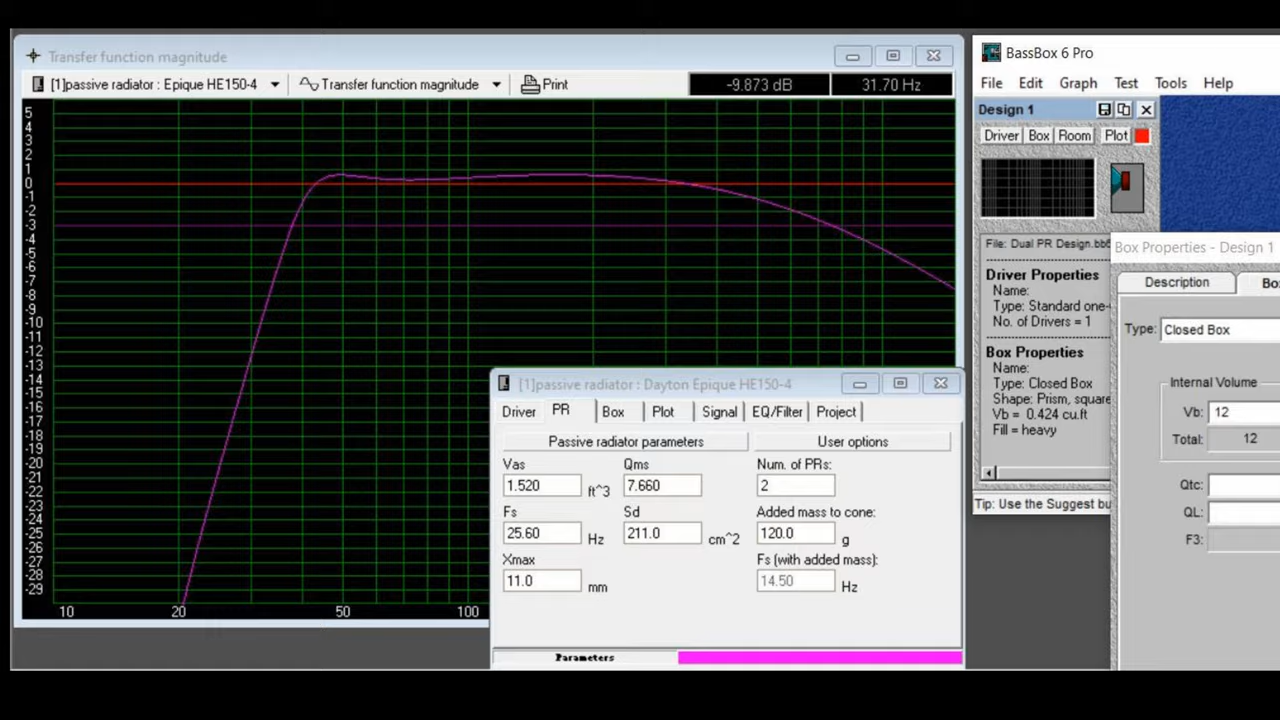 Transfer function magnitude
[1]passive radiator : Epique HE150-4
Transfer function magnitude
Print
-9.873 dB
31.70 Hz
5
4
3
2
1
0
-1
-2
-3
-4
-5
-6
-7
-8
-9
-10
-11
-12
-13
-14
-15
-16
-17
-18
-19
-20
-21
-22
-23
-24
-25
-26
-27
-28
-29
10 20 50 100
[1]passive radiator : Dayton Epique HE150-4
Driver PR Box Plot Signal EQ/Filter Project
Passive radiator parameters
User options
Vas Qms Num. of PRs:
1.520 ft^3 7.660 2
Fs Sd Added mass to cone:
25.60 Hz 211.0 cm^2 120.0 g
Xmax Fs (with added mass):
11.0 mm 14.50 Hz
Parameters
BassBox 6 Pro
File Edit Graph Test Tools Help
Design 1
Driver Box Room Plot
File: Dual PR Design.bb6
Driver Properties
Name:
Type: Standard one-
No. of Drivers = 1
Box Properties
Name:
Type: Closed Box
Shape: Prism, square
Vb = 0.424 cu.ft
Fill = heavy
Tip: Use the Suggest bu
Box Properties - Design 1
Description Bo
Type: Closed Box
Internal Volume
Vb: 12
Total: 12
Qtc:
QL:
F3: